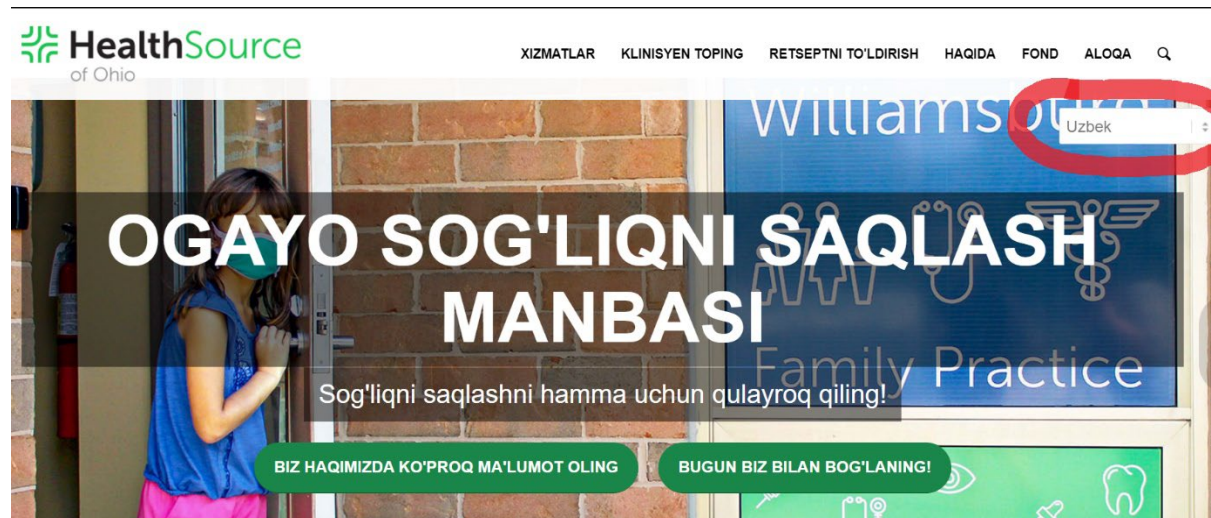 HealthSource
of Ohio
XIZMATLAR KLINISYEN TOPING RETSEPTNI TO'LDIRISH HAQIDA FOND ALOQA
Williamsburg
Uzbek
OGAYO SOG'LIQNI SAQLASH
MANBASI
Family Practice
Sog'liqni saqlashni hamma uchun qulayroq qiling!
BIZ HAQIMIZDA KO'PROQ MA'LUMOT OLING
BUGUN BIZ BILAN BOG'LANING!